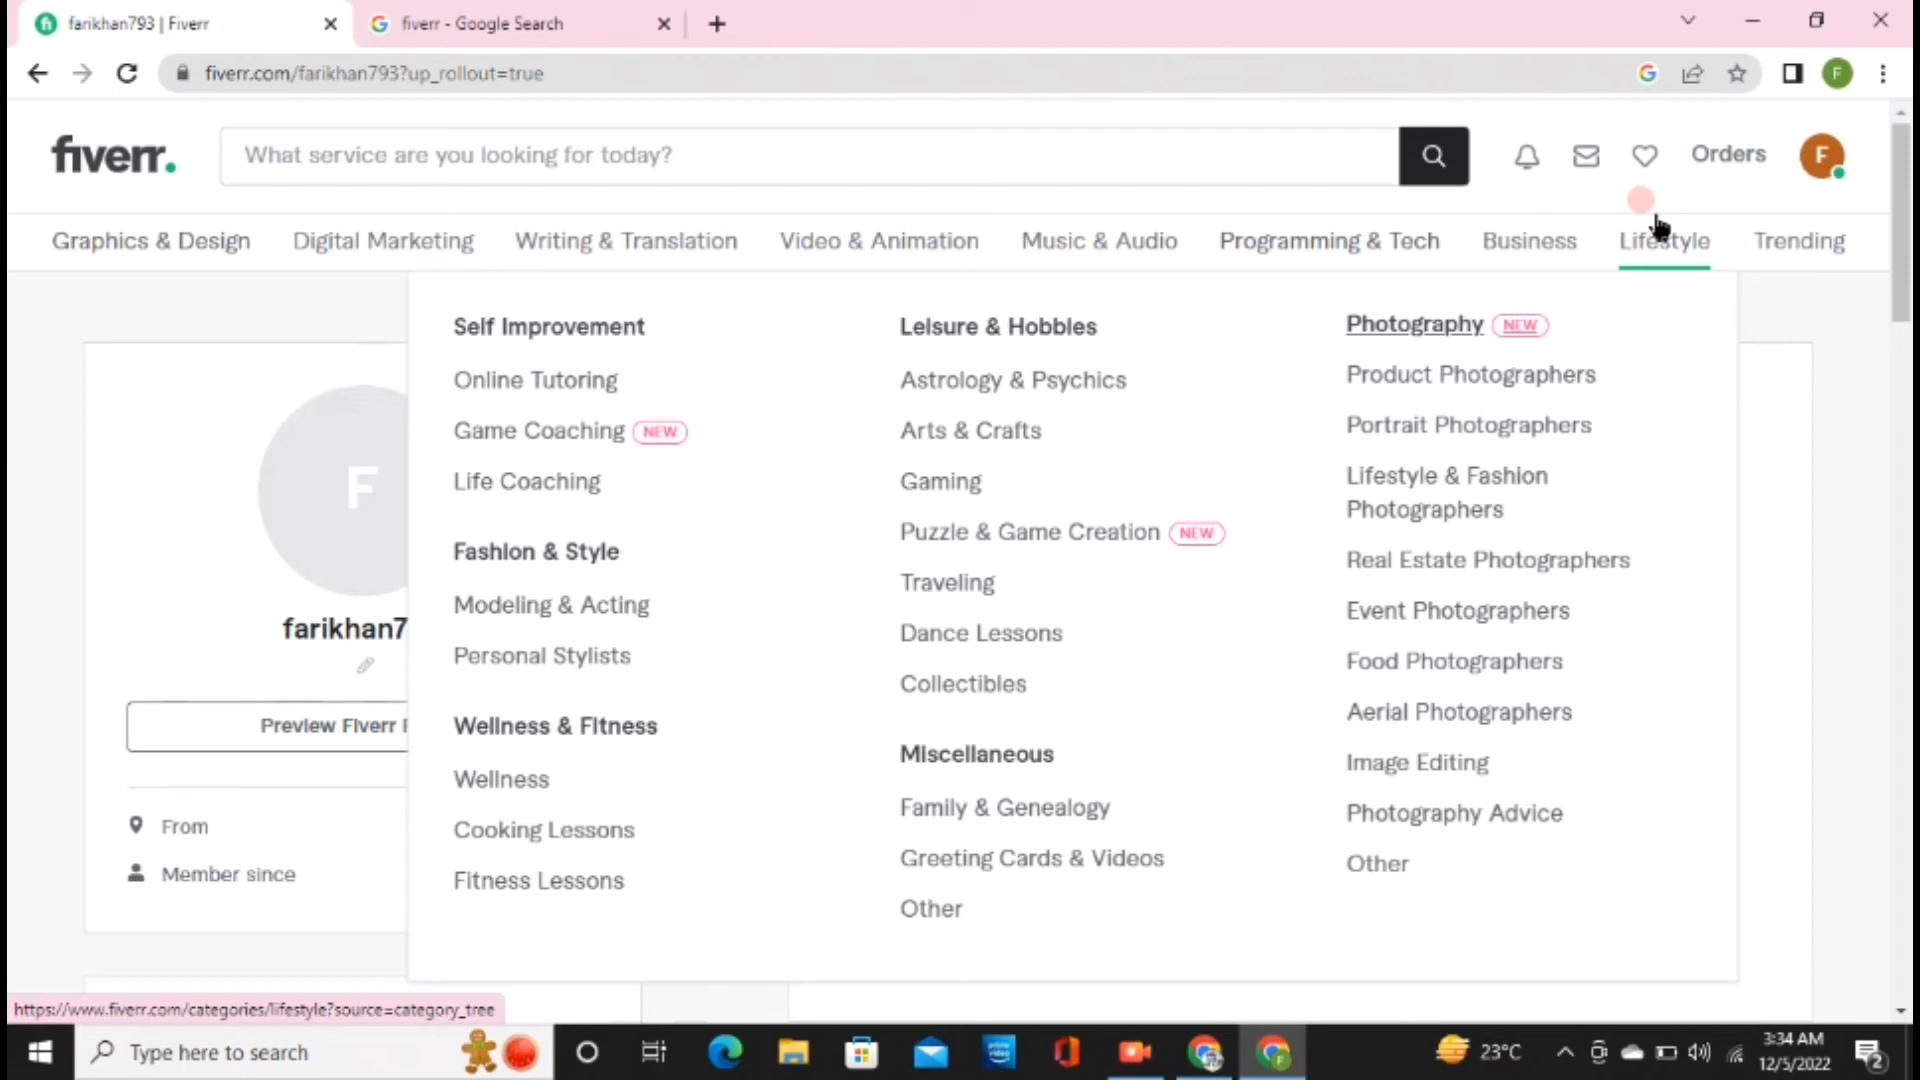 farikhan793 | Fiverr
fiverr - Google Search
fiverr.com/farikhan793?up_rollout=true
F
fiverr.
What service are you looking for today?
Orders
F
Graphics & Design
Digital Marketing
Writing & Translation
Video & Animation
Music & Audio
Programming & Tech
Business
Lifestyle
Trending
F
farikhan7
Preview Fiverr
From
Member since
Self Improvement
Online Tutoring
Game Coaching NEW
Life Coaching
Fashion & Style
Modeling & Acting
Personal Stylists
Wellness & Fitness
Wellness
Cooking Lessons
Fitness Lessons
Leisure & Hobbies
Astrology & Psychics
Arts & Crafts
Gaming
Puzzle & Game Creation NEW
Traveling
Dance Lessons
Collectibles
Miscellaneous
Family & Genealogy
Greeting Cards & Videos
Other
Photography NEW
Product Photographers
Portrait Photographers
Lifestyle & Fashion
Photographers
Real Estate Photographers
Event Photographers
Food Photographers
Aerial Photographers
Image Editing
Photography Advice
Other
https://www.fiverr.com/categories/lifestyle?source=category_tree
Type here to search
prime video
23°C
3:34 AM
12/5/2022
2